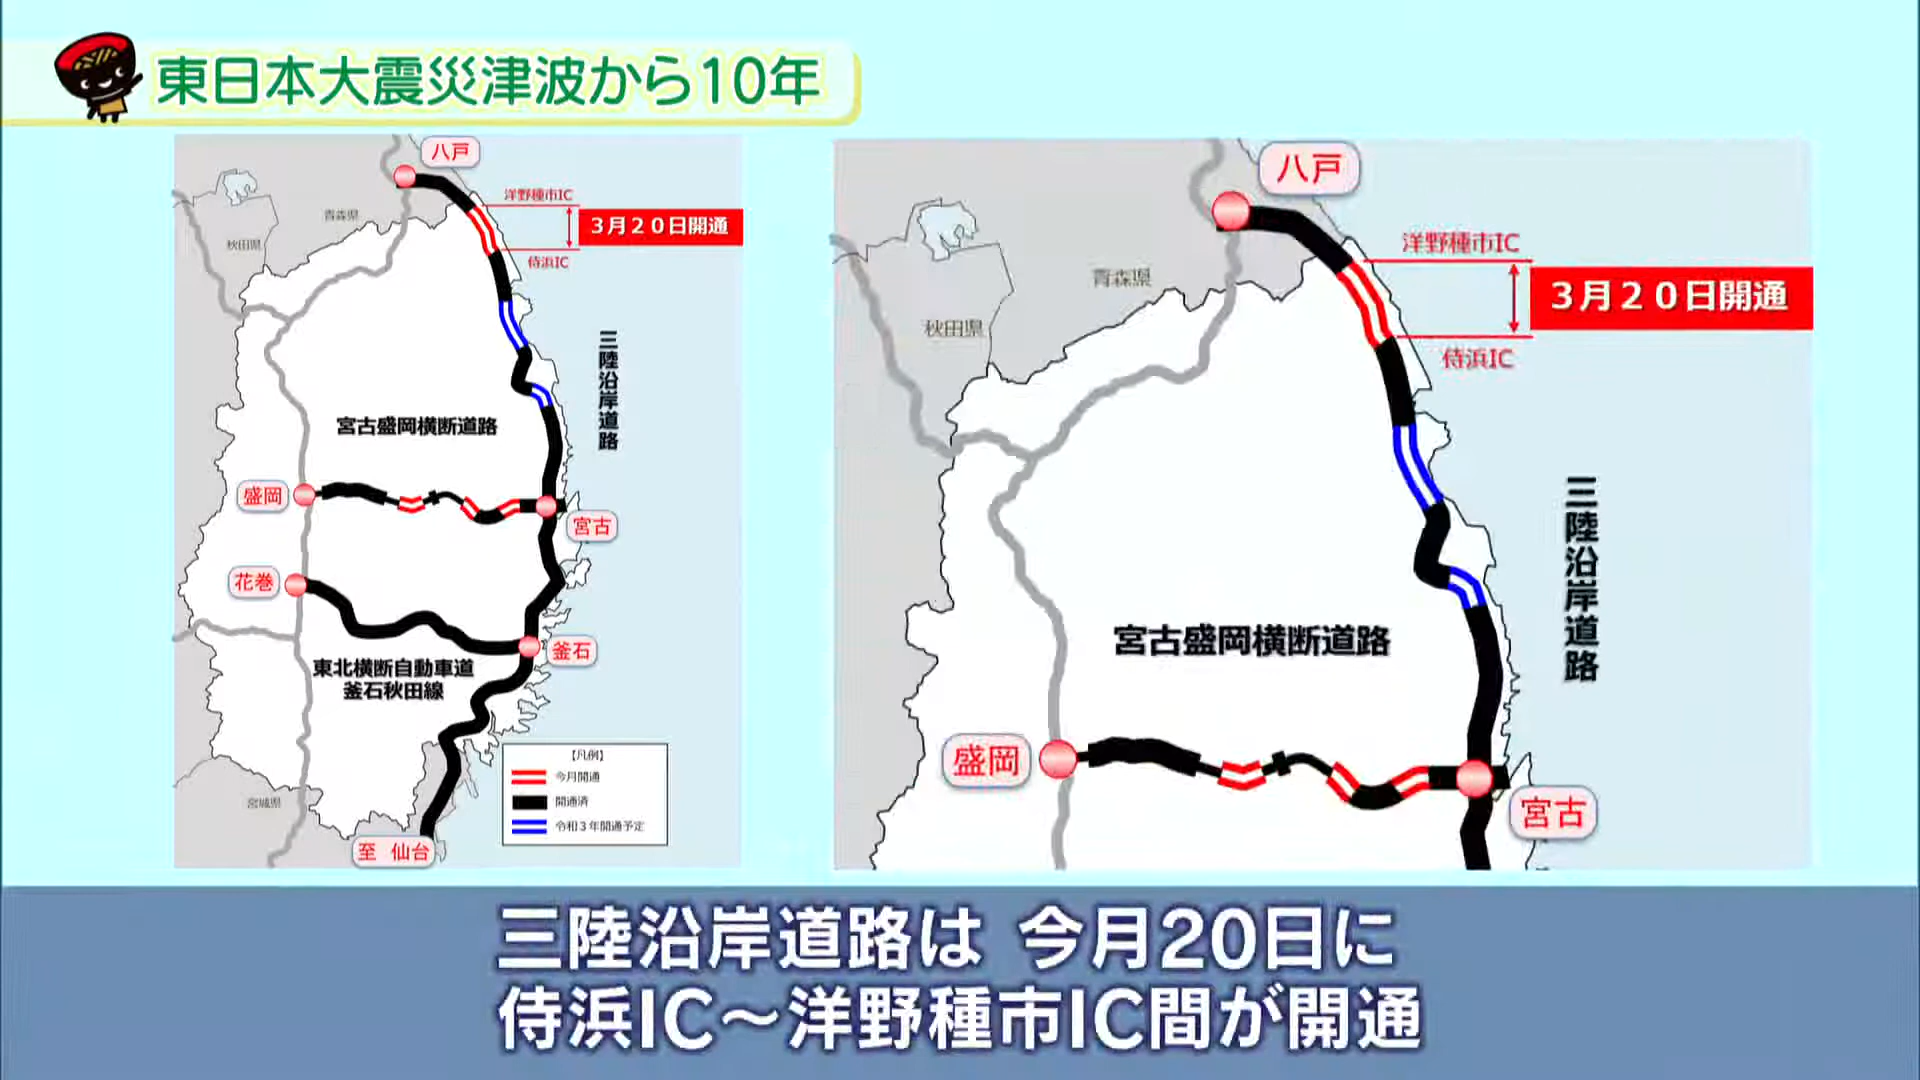 東日本大震災津波から10年
八戸
洋野種市IC
3月20日開通
侍浜IC
青森県
秋田県
三陸沿岸道路
宮古盛岡横断道路
盛岡
宮古
花巻
釜石
東北横断自動車道
釜石秋田線
【凡例】
今月開通
開通済
令和3年開通予定
宮城県
至 仙台
八戸
洋野種市IC
3月20日開通
侍浜IC
青森県
秋田県
三陸沿岸道路
宮古盛岡横断道路
盛岡
宮古
三陸沿岸道路は 今月20日に
侍浜IC～洋野種市IC間が開通